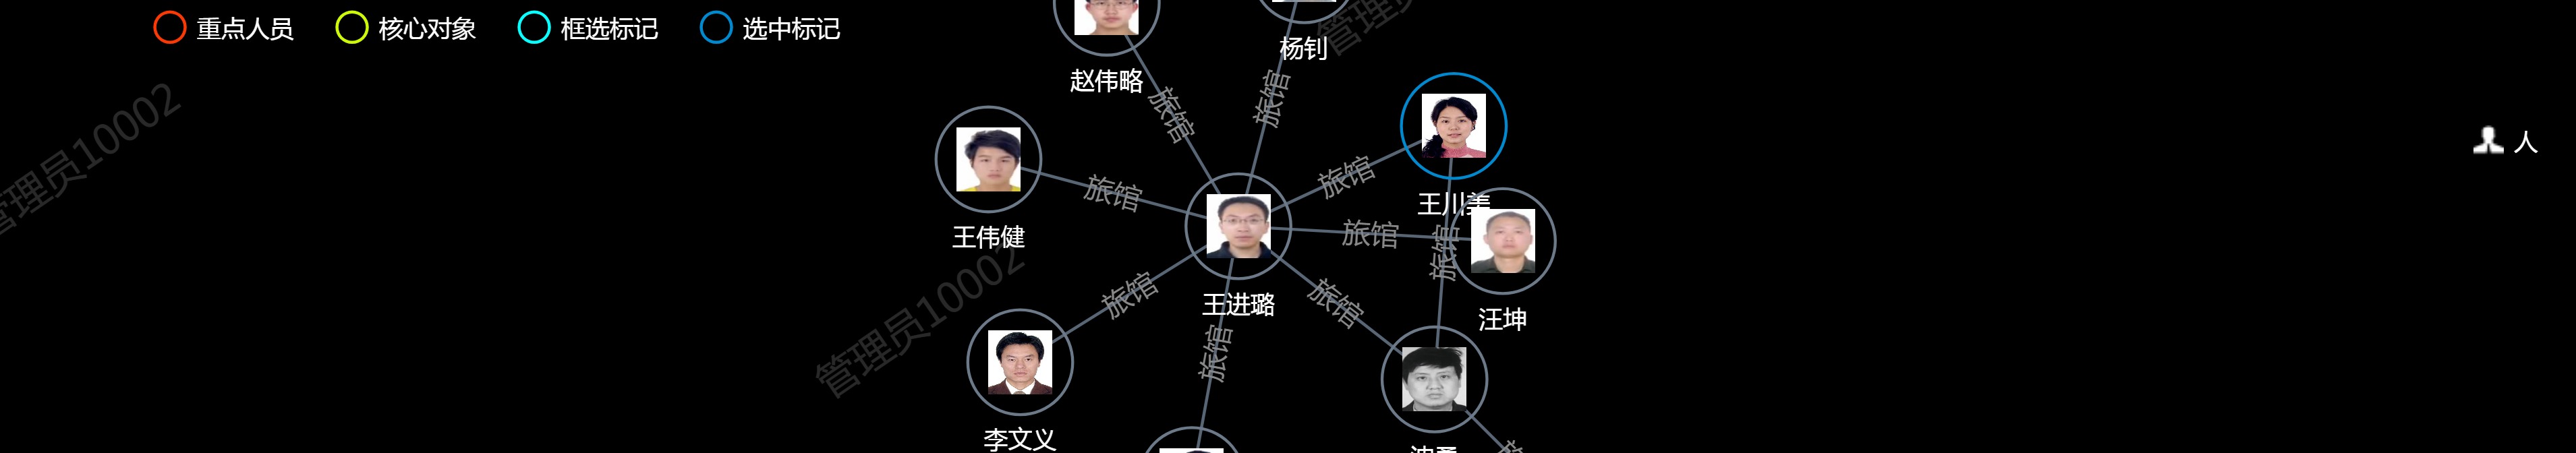 重点人员
核心对象
框选标记
选中标记
杨钊
赵伟略
旅馆
旅馆
管理员10002
人
旅馆
旅馆
王川美
王伟健
旅馆
旅馆
王进璐
旅馆
旅馆
汪坤
管理员10002
旅馆
李文义